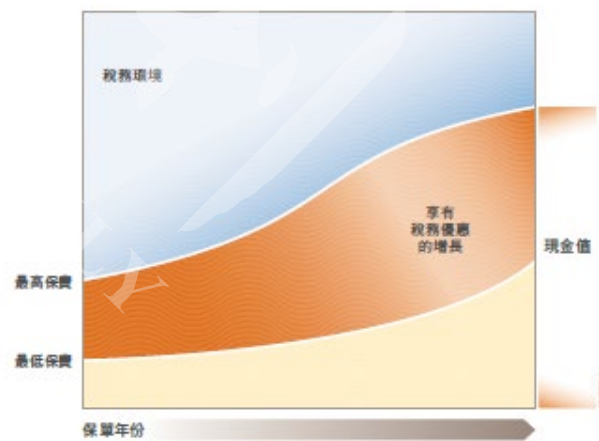 稅務環境
享有
稅務優惠
的增長
現金值
最高保費
最低保費
保單年份